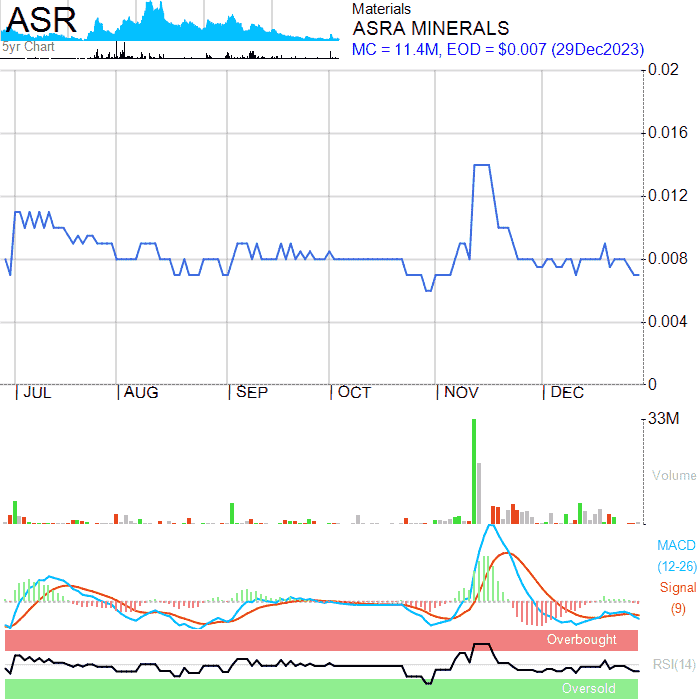 ASR
5yr Chart
Materials
ASRA MINERALS
MC = 11.4M, EOD = $0.007 (29Dec2023)
0.02
0.016
0.012
0.008
0.004
0
JUL AUG SEP OCT NOV DEC
33M
Volume
MACD
(12-26)
Signal
(9)
Overbought
RSI(14)
Oversold